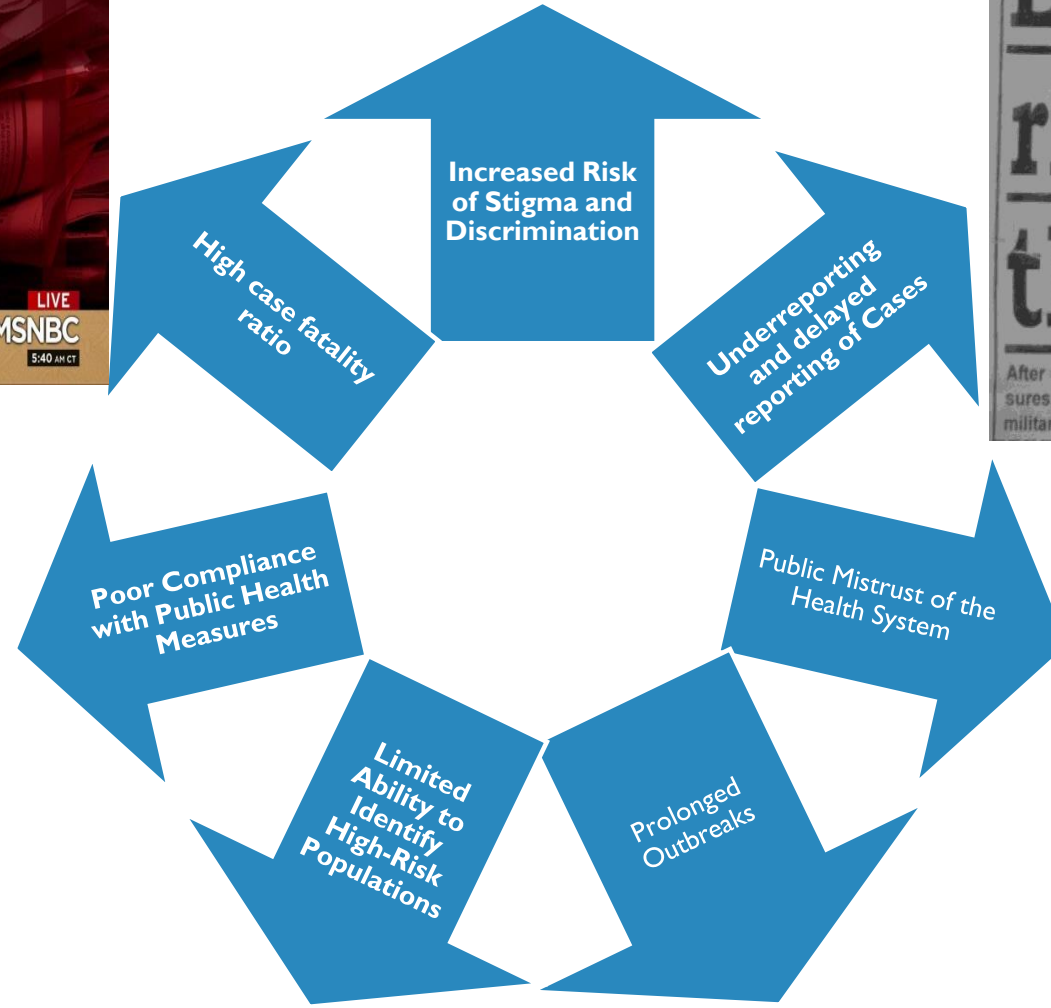 LIVE
MSNBC
5:40 AM CT
After
sures
Increased Risk
of Stigma and
Discrimination
Underreporting
and delayed
reporting of Cases
Public Mistrust of the
Health System
Prolonged
Outbreaks
Limited
Ability to
Identify
High-Risk
Populations
Poor Compliance
with Public Health
Measures
High case fatality
ratio